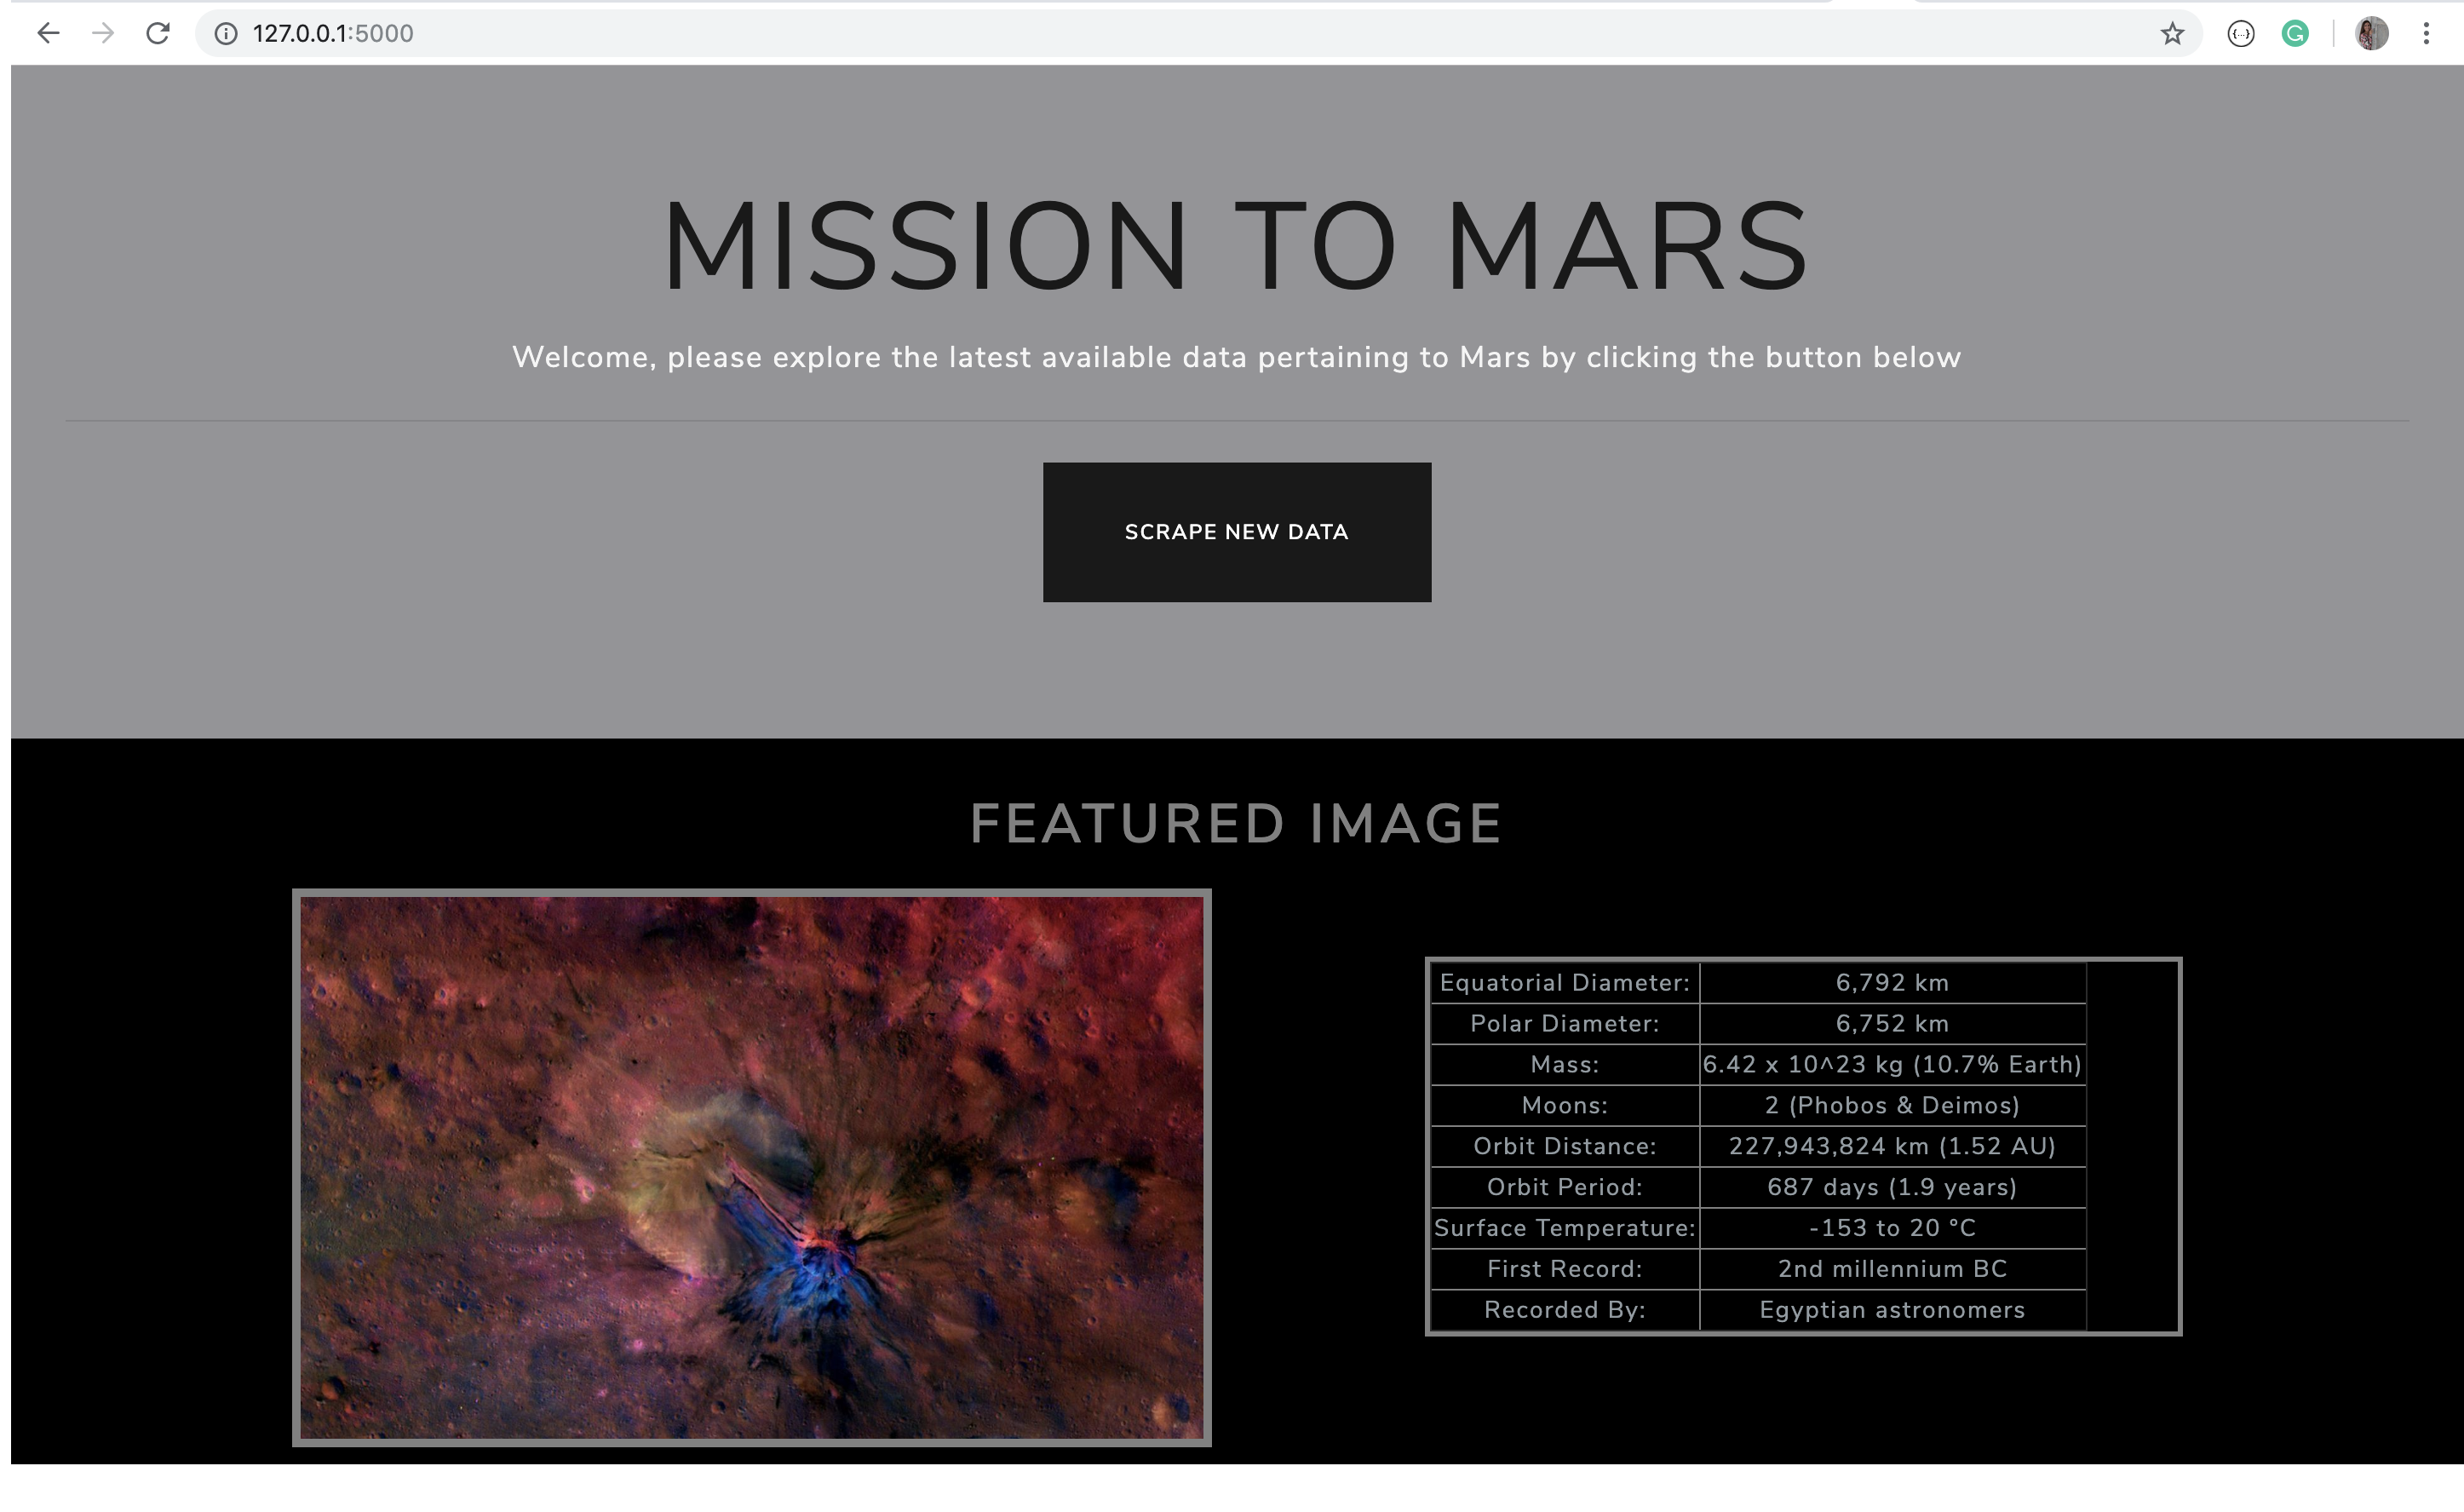 127.0.0.1:5000
MISSION TO MARS
Welcome, please explore the latest available data pertaining to Mars by clicking the button below
SCRAPE NEW DATA
FEATURED IMAGE
Equatorial Diameter: 6,792 km
Polar Diameter: 6,752 km
Mass: 6.42 x 10^23 kg (10.7% Earth)
Moons: 2 (Phobos & Deimos)
Orbit Distance: 227,943,824 km (1.52 AU)
Orbit Period: 687 days (1.9 years)
Surface Temperature: -153 to 20 °C
First Record: 2nd millennium BC
Recorded By: Egyptian astronomers